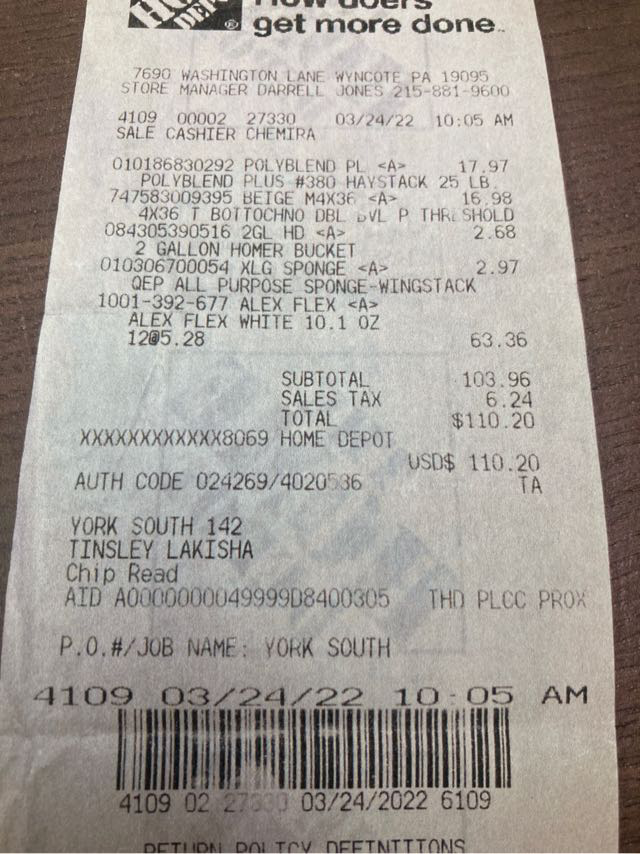 get more done.
7690 WASHINGTON LANE WYNCOTE PA 19095
STORE MANAGER DARRELL JONES 215-881-9600
4109 00002 27330 03/24/22 10:05 AM
SALE CASHIER CHEMIRA
010186830292 POLYBLEND PL <A> 17.97
POLYBLEND PLUS #380 HAYSTACK 25 LB
747583009395 BEIGE M4X36 <A> 16.98
4X36 T BOTTOCHNO DBL BVL P THRESHOLD
084305390516 2GL HD <A> 2.68
2 GALLON HOMER BUCKET
010306700054 XLG SPONGE <A> 2.97
QEP ALL PURPOSE SPONGE-WINGSTACK
1001-392-677 ALEX FLEX <A>
ALEX FLEX WHITE 10.1 OZ
12@5.28 63.36
SUBTOTAL 103.96
SALES TAX 6.24
TOTAL $110.20
XXXXXXXXXXXX8069 HOME DEPOT
USD$ 110.20
AUTH CODE 024269/4020536 TA
YORK SOUTH 142
TINSLEY LAKISHA
Chip Read
AID A0000000049999D8400305 THD PLCC PROX
P.O.#/JOB NAME: YORK SOUTH
4109 03/24/22 10:05 AM
4109 02 27330 03/24/2022 6109
RETURN POLICY DEFINITIONS